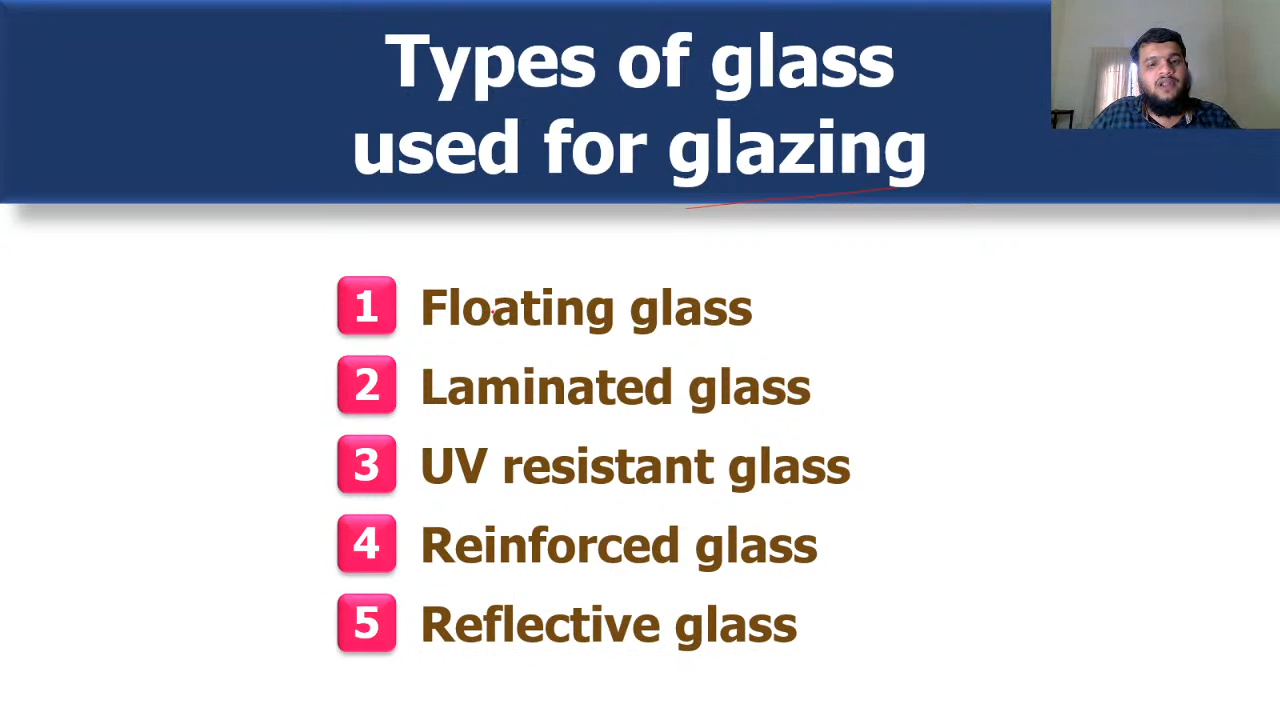 Types of glass
used for glazing
1 Floating glass
2 Laminated glass
3 UV resistant glass
4 Reinforced glass
5 Reflective glass